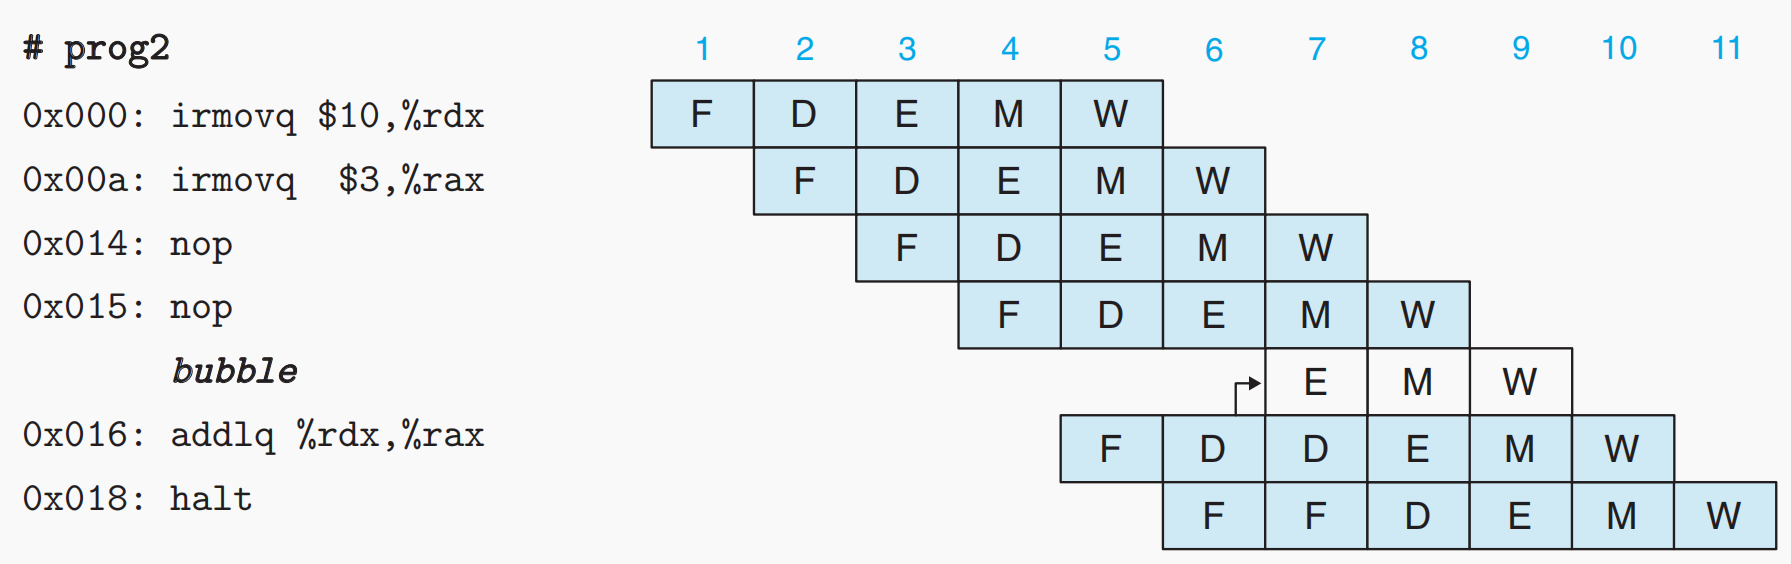 # prog2 1 2 3 4 5 6 7 8 9 10 11
0x000: irmovq $10,%rdx F D E M W
0x00a: irmovq $3,%rax F D E M W
0x014: nop F D E M W
0x015: nop F D E M W
bubble E M W
0x016: addlq %rdx,%rax F D D E M W
0x018: halt F F D E M W